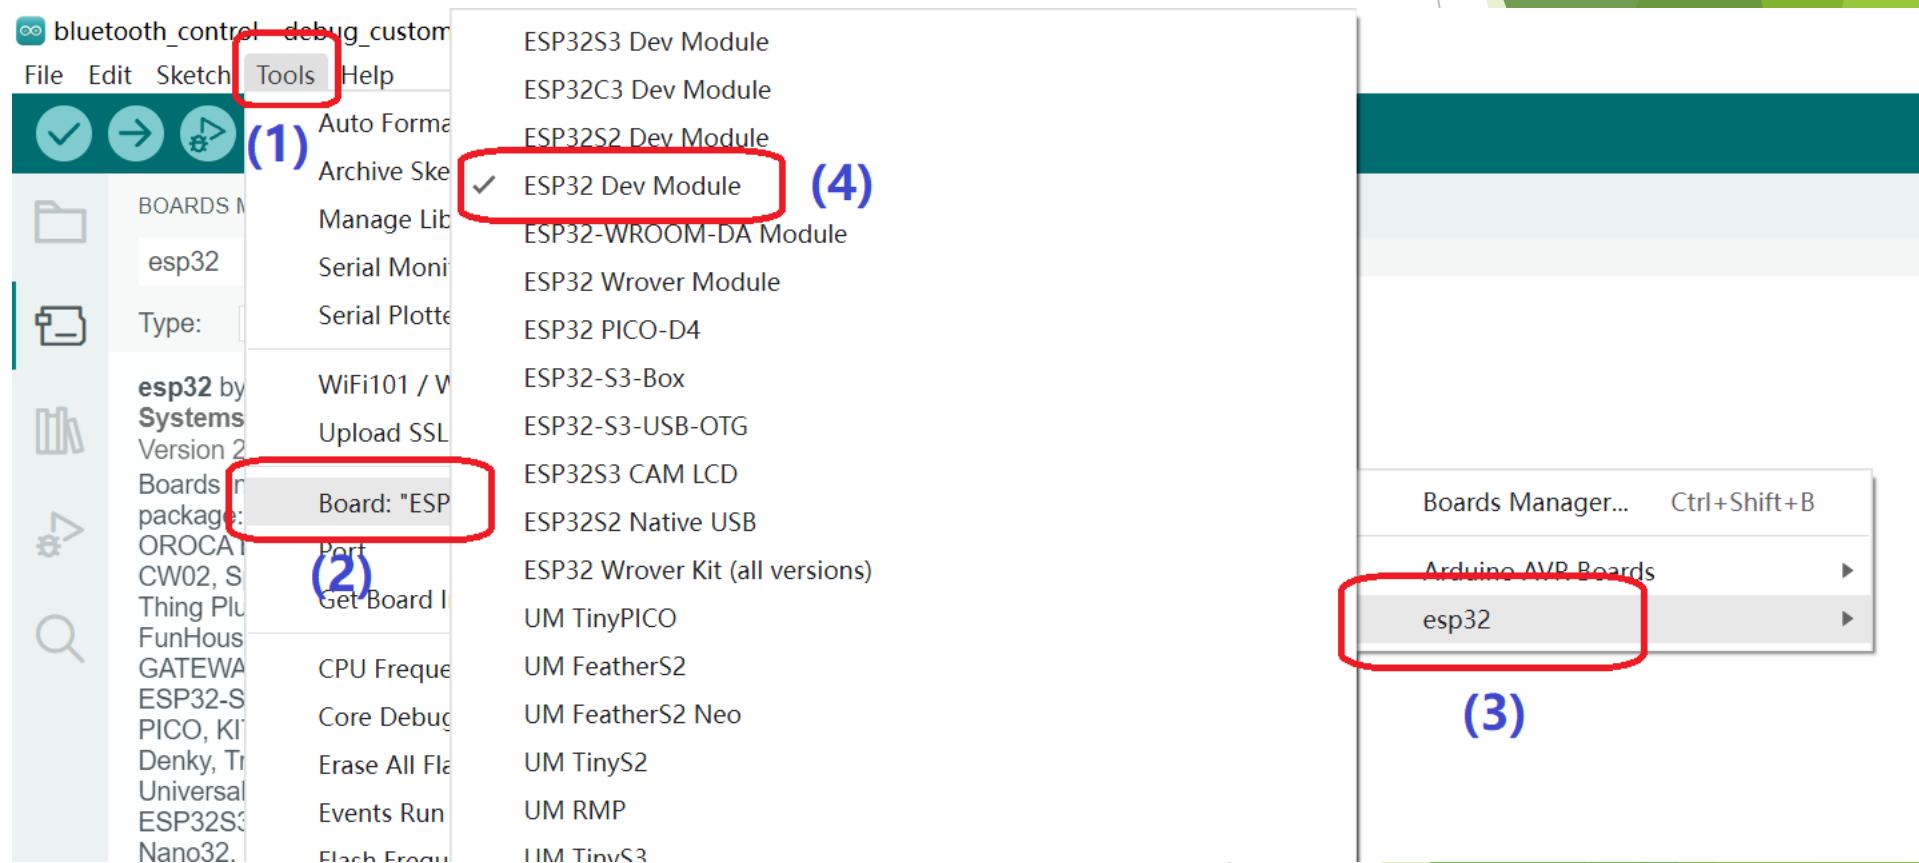 bluetooth_control - debug_custom
File Edit Sketch Tools Help
(1)
BOARDS M
esp32
Type:
esp32 by
Systems
Version 2
Boards in
package:
OROCA
CW02, S
Thing Plu
FunHous
GATEWA
ESP32-S
PICO, KIT
Denky, Tr
Universal
ESP32S3
Nano32,
Auto Forma
Archive Ske
Manage Lib
Serial Moni
Serial Plotte
WiFi101 / W
Upload SSL
Board: "ESP
Port
(2)
Get Board I
CPU Freque
Core Debug
Erase All Fla
Events Run
Flash Frequ
ESP32S3 Dev Module
ESP32C3 Dev Module
ESP32S2 Dev Module
ESP32 Dev Module
(4)
ESP32-WROOM-DA Module
ESP32 Wrover Module
ESP32 PICO-D4
ESP32-S3-Box
ESP32-S3-USB-OTG
ESP32S3 CAM LCD
ESP32S2 Native USB
ESP32 Wrover Kit (all versions)
UM TinyPICO
UM FeatherS2
UM FeatherS2 Neo
UM TinyS2
UM RMP
UM TinyS3
Boards Manager... Ctrl+Shift+B
Arduino AVR Boards
esp32
(3)